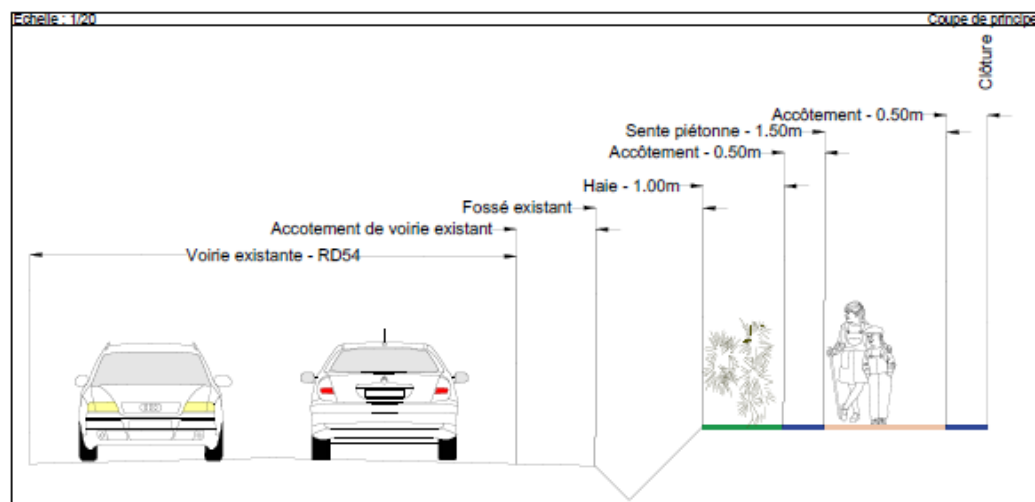 Echelle : 1/20
Coupe de principe
Clôture
Accôtement - 0.50m
Sente piétonne - 1.50m
Accôtement - 0.50m
Haie - 1.00m
Fossé existant
Accotement de voirie existant
Voirie existante - RD54